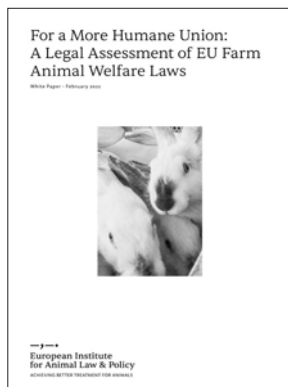 For a More Humane Union:
A Legal Assessment of EU Farm
Animal Welfare Laws
White Paper - February 2022
European Institute
for Animal Law & Policy
ACHIEVING BETTER TREATMENT FOR ANIMALS